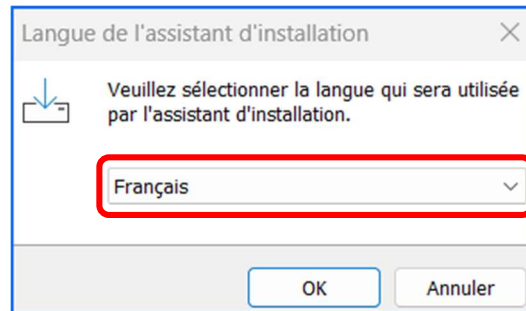 Langue de l'assistant d'installation
Veuillez sélectionner la langue qui sera utilisée
par l'assistant d'installation.
Français
OK Annuler